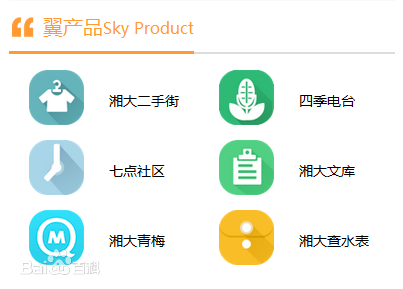 翼产品Sky Product
湘大二手街
四季电台
七点社区
湘大文库
M
湘大青梅
湘大查水表
Baidu百科